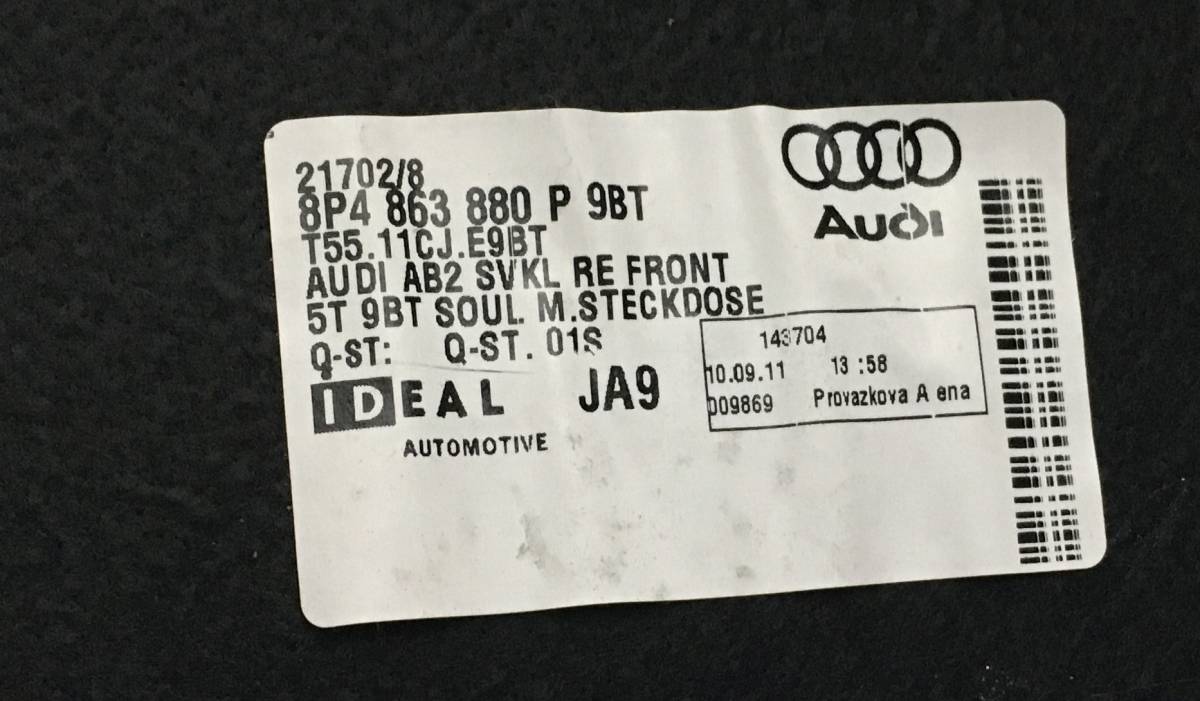 21702/8
8P4 863 880 P 9BT
T55.11CJ.E9BT
AUDI AB2 SVKL RE FRONT
5T 9BT SOUL M.STECKDOSE
Q-ST: Q-ST. 01S
IDEAL JA9
AUTOMOTIVE
Audi
143704
10.09.11 13:58
009869 Provazkova A ena